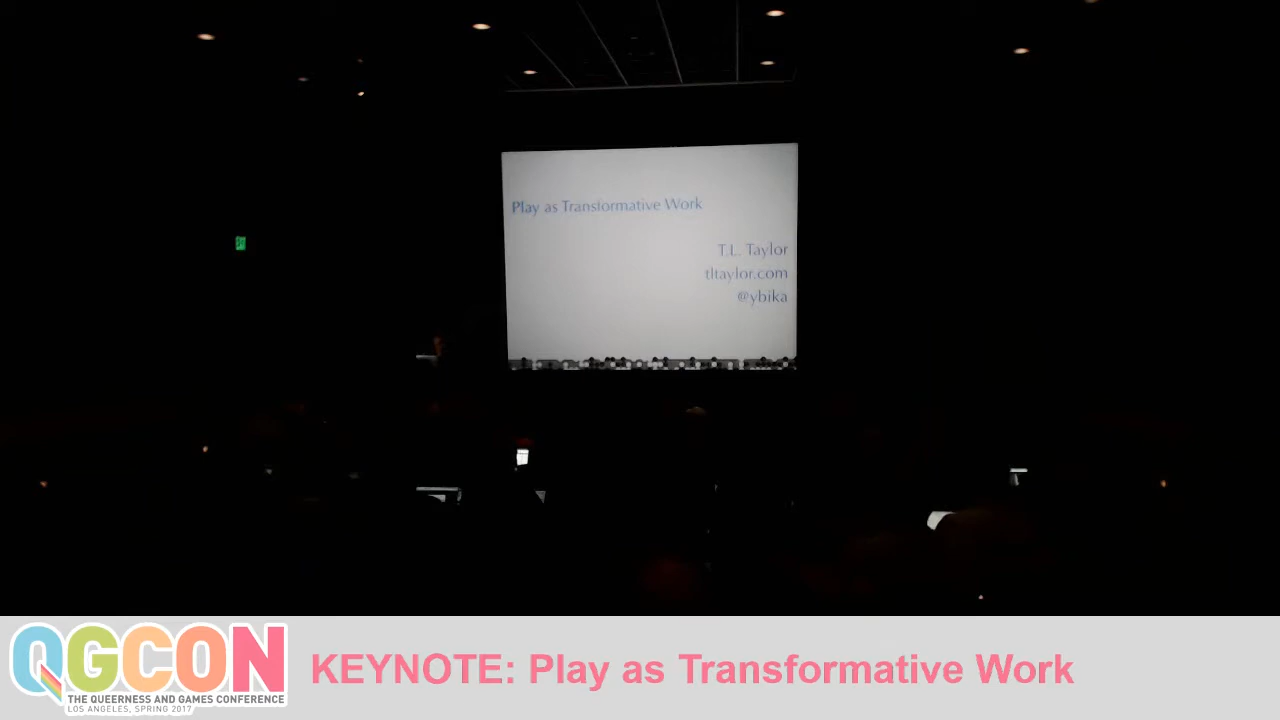 Play as Transformative Work
T.L. Taylor
tltaylor.com
@ybika
QGCON
THE QUEERNESS AND GAMES CONFERENCE
LOS ANGELES, SPRING 2017
KEYNOTE: Play as Transformative Work